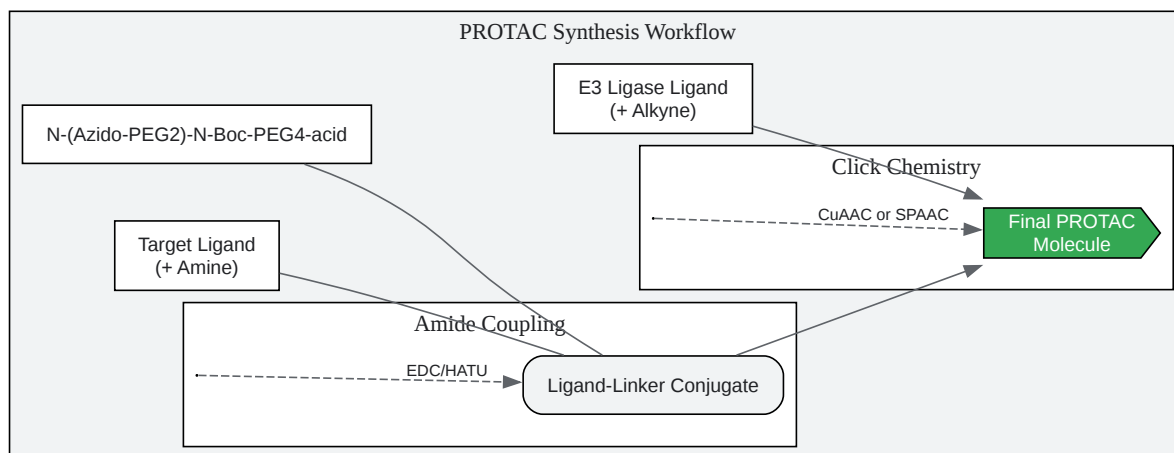 PROTAC Synthesis Workflow
E3 Ligase Ligand
(+ Alkyne)
N-(Azido-PEG2)-N-Boc-PEG4-acid
Click Chemistry
CuAAC or SPAAC
Final PROTAC
Molecule
Target Ligand
(+ Amine)
Amide Coupling
EDC/HATU
Ligand-Linker Conjugate